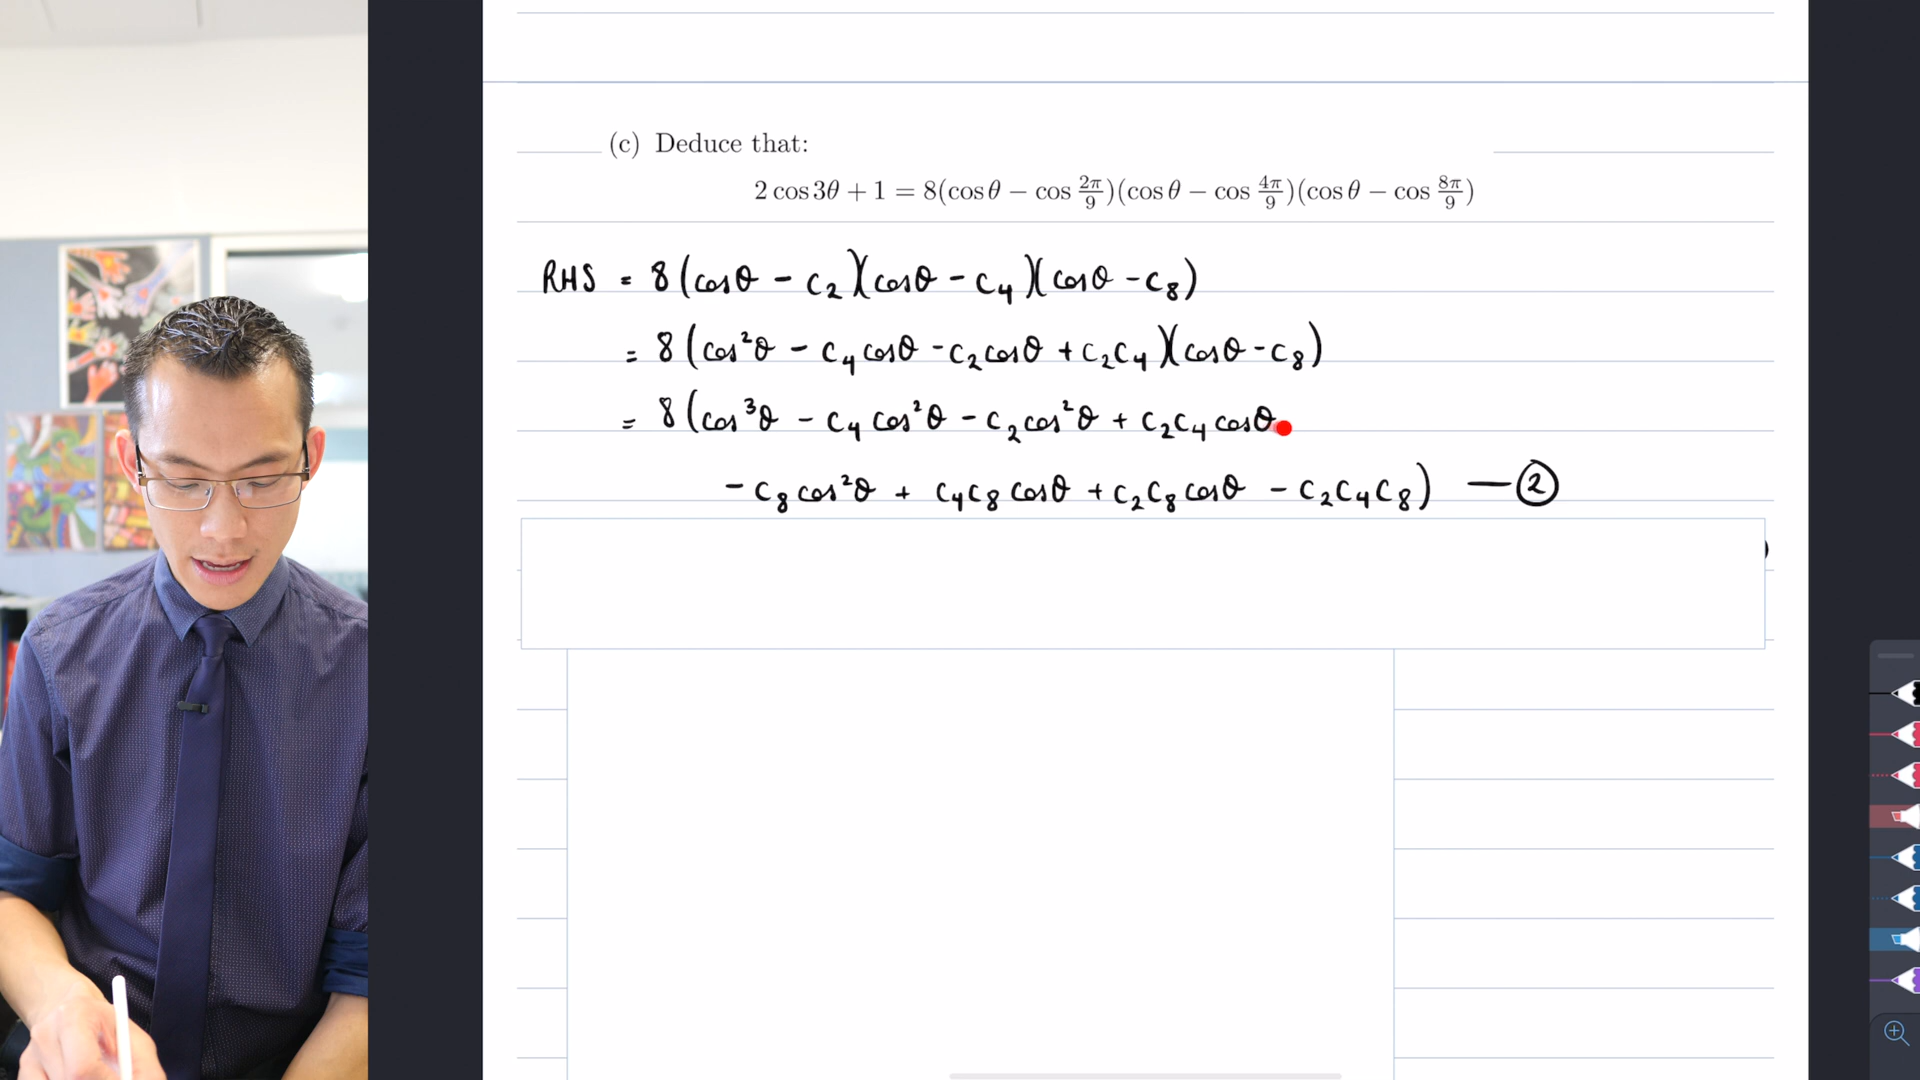 (c) Deduce that:
2 cos 3θ + 1 = 8(cos θ − cos 2π/9)(cos θ − cos 4π/9)(cos θ − cos 8π/9)
RHS = 8(cosθ − c₂)(cosθ − c₄)(cosθ − c₈)
= 8(cos²θ − c₄cosθ − c₂cosθ + c₂c₄)(cosθ − c₈)
= 8(cos³θ − c₄cos²θ − c₂cos²θ + c₂c₄cosθ
− c₈cos²θ + c₄c₈cosθ + c₂c₈cosθ − c₂c₄c₈) — ②